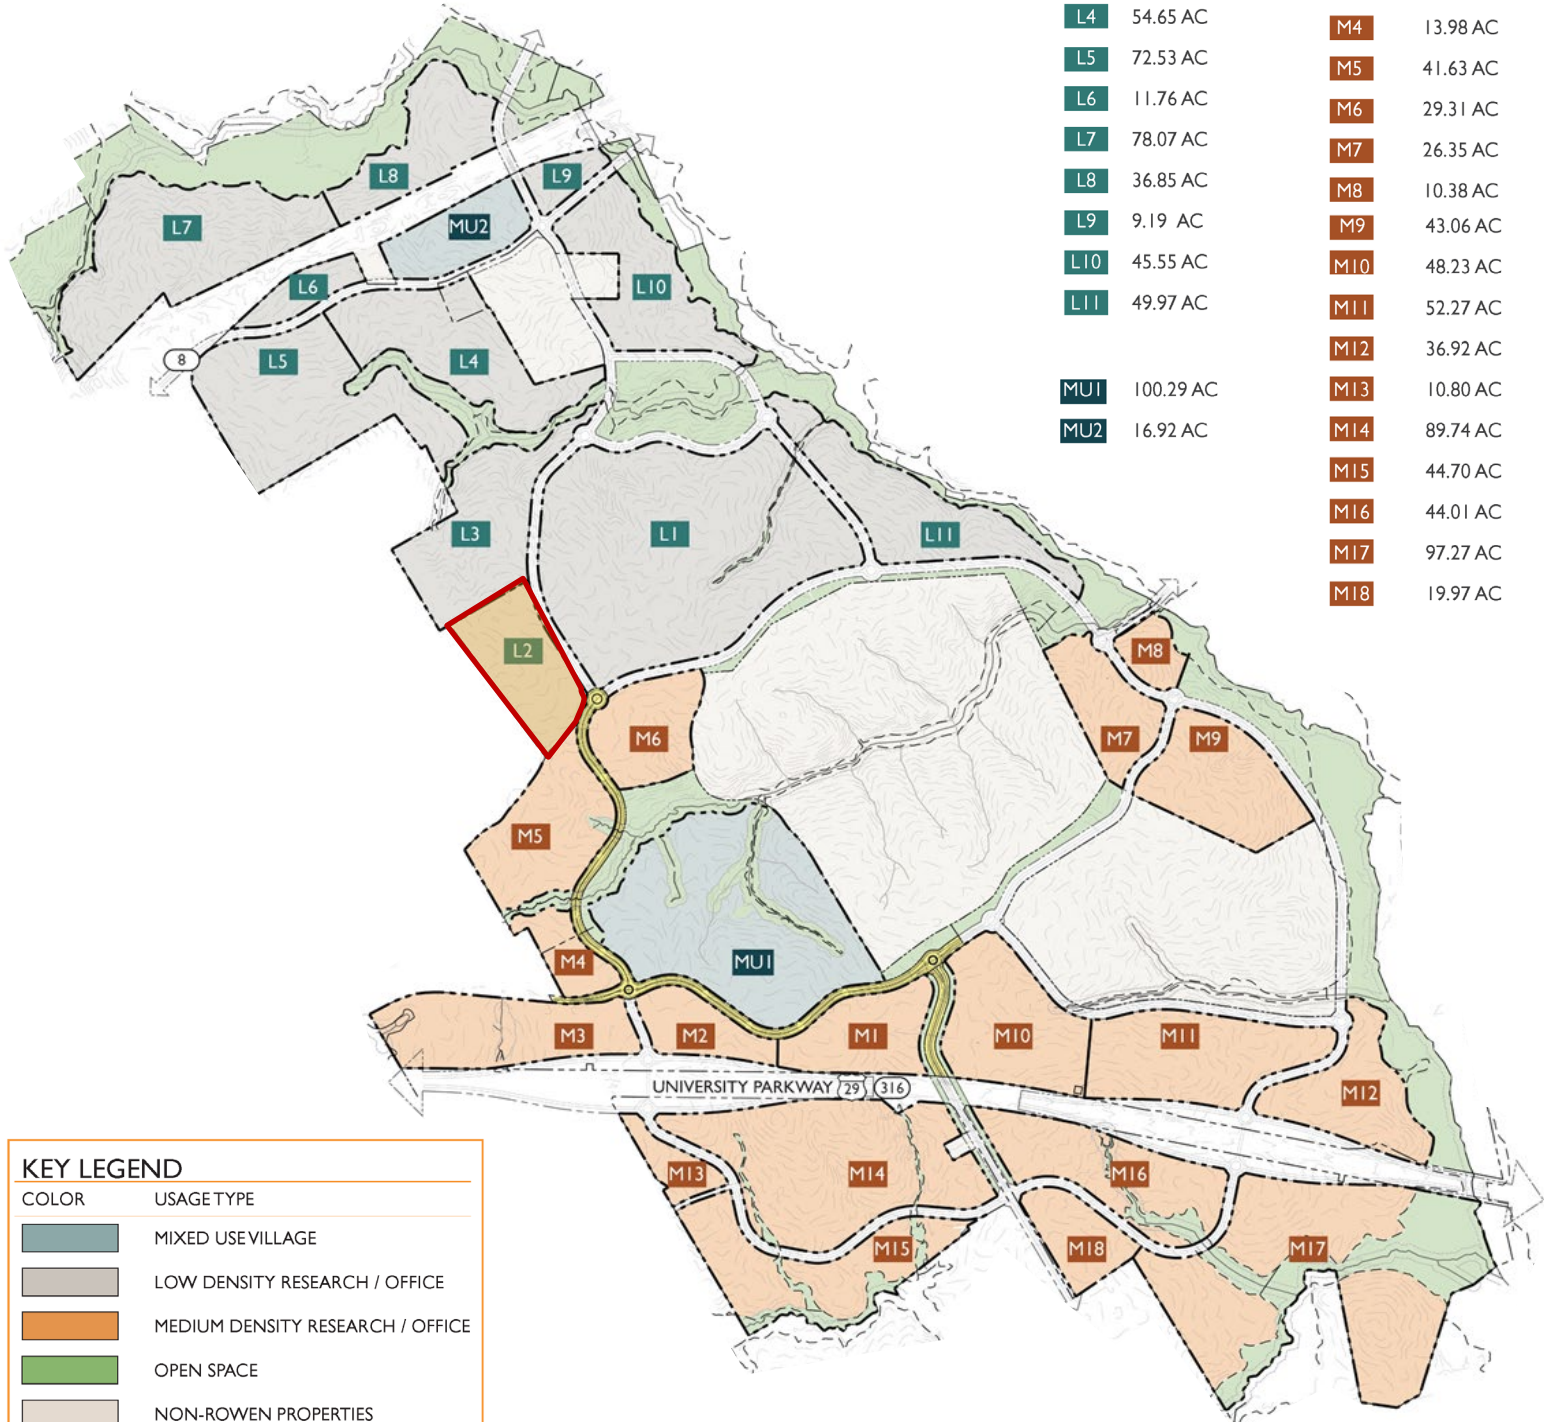 L4 54.65 AC
L5 72.53 AC
L6 11.76 AC
L7 78.07 AC
L8 36.85 AC
L9 9.19 AC
L10 45.55 AC
L11 49.97 AC
MU1 100.29 AC
MU2 16.92 AC
M4 13.98 AC
M5 41.63 AC
M6 29.31 AC
M7 26.35 AC
M8 10.38 AC
M9 43.06 AC
M10 48.23 AC
M11 52.27 AC
M12 36.92 AC
M13 10.80 AC
M14 89.74 AC
M15 44.70 AC
M16 44.01 AC
M17 97.27 AC
M18 19.97 AC
L8
L9
L7
MU2
L6
L10
8
L5
L4
L3
L1
L11
L2
M8
M6
M7
M9
M5
M4
MU1
M3
M2
M1
M10
M11
UNIVERSITY PARKWAY 29 316
M12
M13
M14
M16
M15
M18
M17
KEY LEGEND
COLOR USAGE TYPE
MIXED USE VILLAGE
LOW DENSITY RESEARCH / OFFICE
MEDIUM DENSITY RESEARCH / OFFICE
OPEN SPACE
NON-ROWEN PROPERTIES